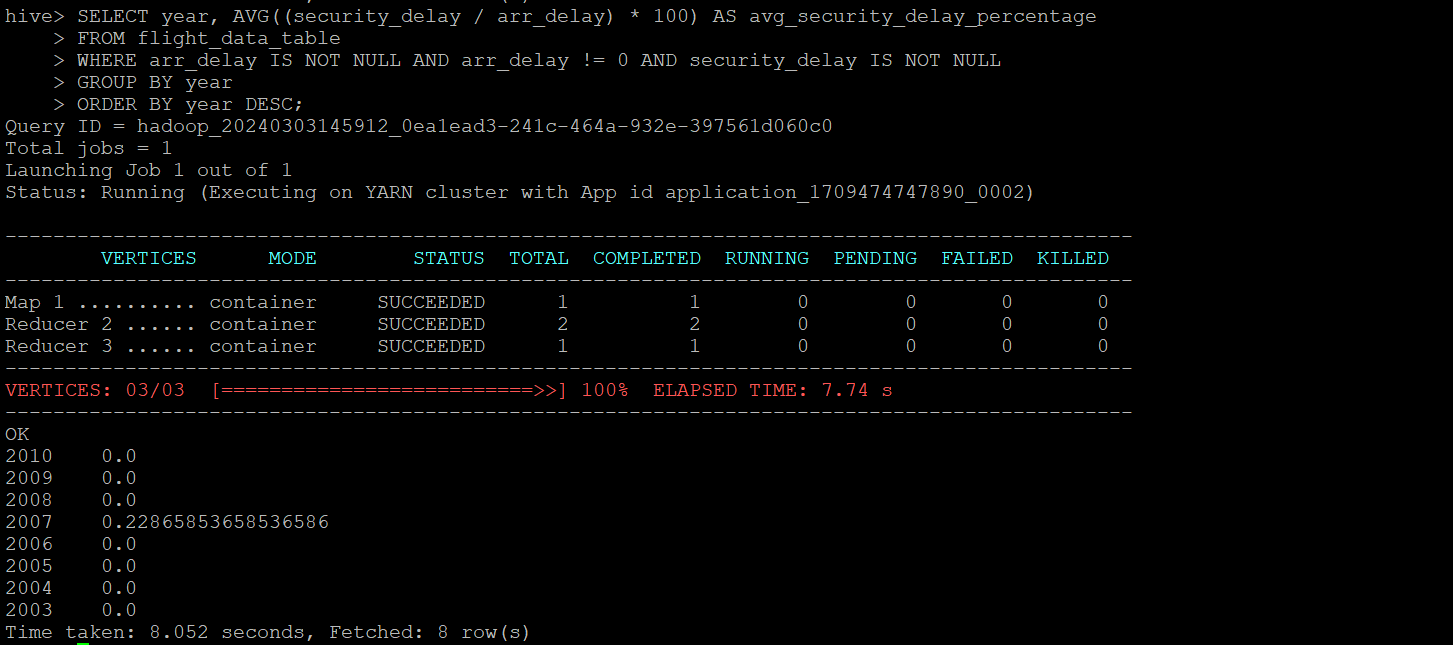 hive> SELECT year, AVG((security_delay / arr_delay) * 100) AS avg_security_delay_percentage
    > FROM flight_data_table
    > WHERE arr_delay IS NOT NULL AND arr_delay != 0 AND security_delay IS NOT NULL
    > GROUP BY year
    > ORDER BY year DESC;
Query ID = hadoop_20240303145912_0ea1ead3-241c-464a-932e-397561d060c0
Total jobs = 1
Launching Job 1 out of 1
Status: Running (Executing on YARN cluster with App id application_1709474747890_0002)
----------------------------------------------------------------------------------------------
        VERTICES      MODE        STATUS  TOTAL  COMPLETED  RUNNING  PENDING  FAILED  KILLED
----------------------------------------------------------------------------------------------
Map 1 .......... container     SUCCEEDED      1          1        0        0       0       0
Reducer 2 ...... container     SUCCEEDED      2          2        0        0       0       0
Reducer 3 ...... container     SUCCEEDED      1          1        0        0       0       0
----------------------------------------------------------------------------------------------
VERTICES: 03/03  [==========================>>] 100%  ELAPSED TIME: 7.74 s
----------------------------------------------------------------------------------------------
OK
2010    0.0
2009    0.0
2008    0.0
2007    0.22865853658536586
2006    0.0
2005    0.0
2004    0.0
2003    0.0
Time taken: 8.052 seconds, Fetched: 8 row(s)